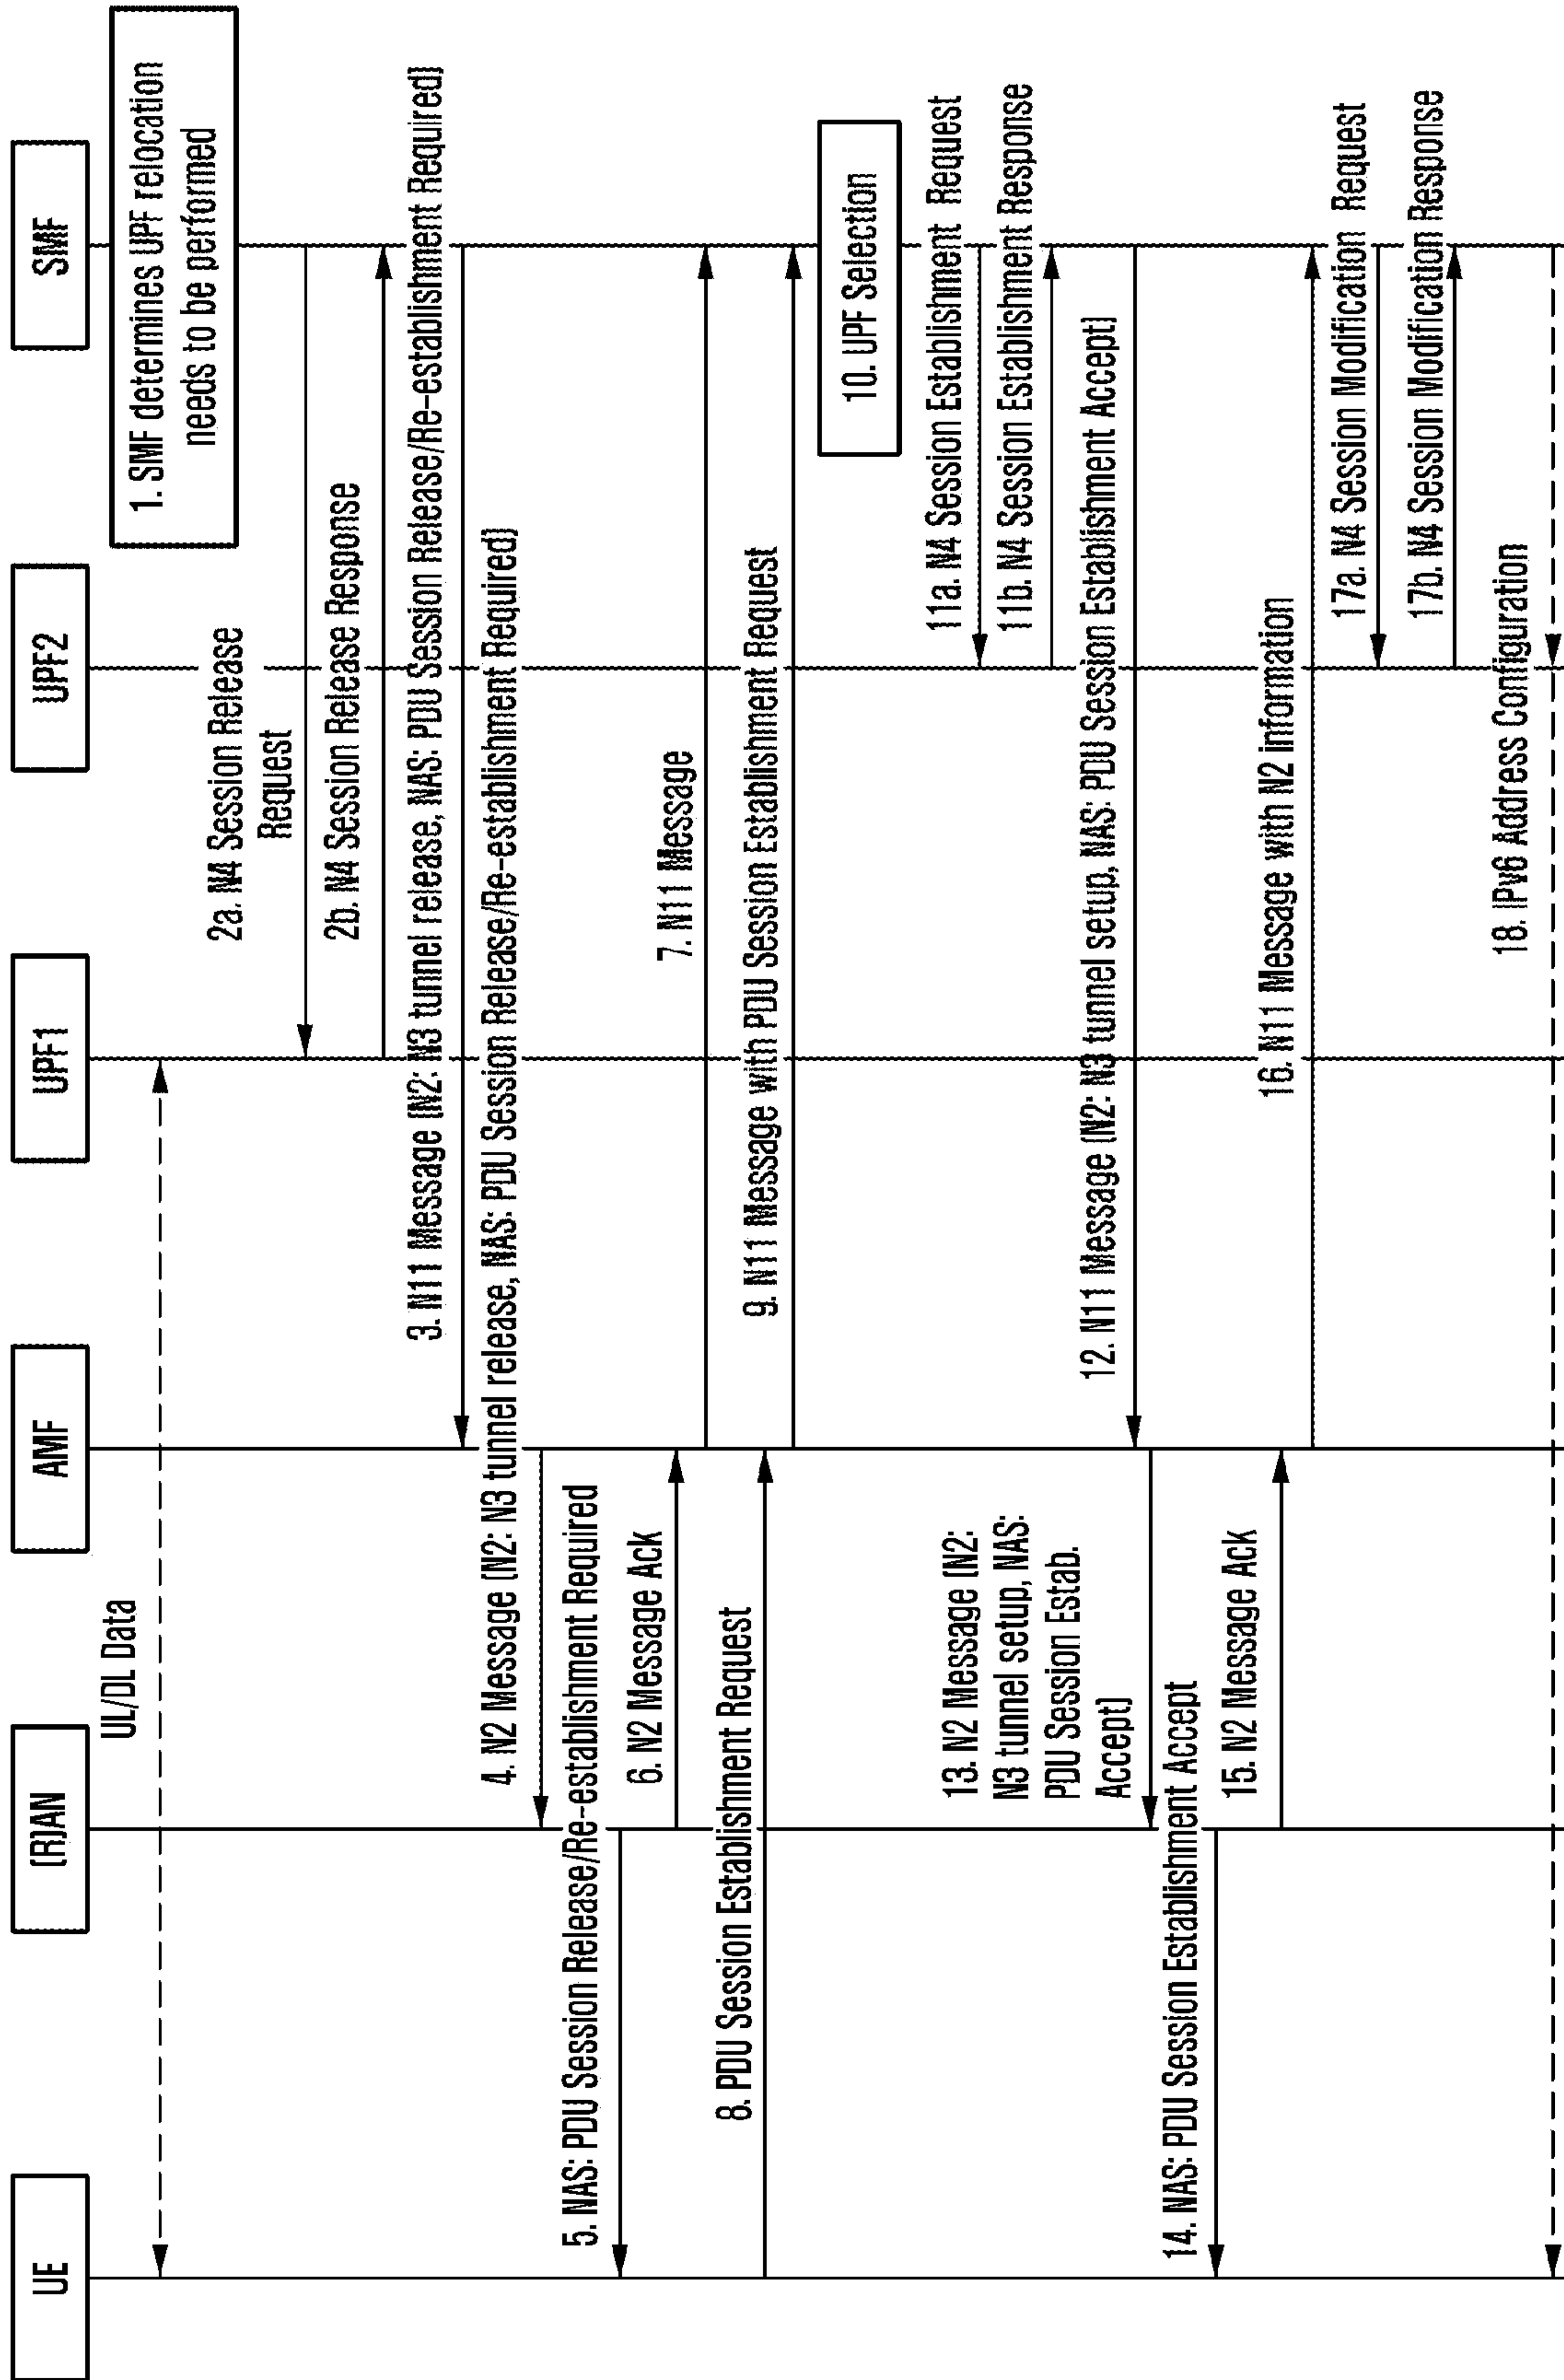 UE
(R)AN
AMF
UPF1
UPF2
SMF
UL/DL Data
1. SMF determines UPF relocation
needs to be performed
2a. N4 Session Release
Request
2b. N4 Session Release Response
3. N11 Message (N2: N3 tunnel release, NAS: PDU Session Release/Re-establishment Required)
4. N2 Message (N2: N3 tunnel release, NAS: PDU Session Release/Re-establishment Required)
5. NAS: PDU Session Release/Re-establishment Required
6. N2 Message Ack
7. N11 Message
8. PDU Session Establishment Request
9. N11 Message with PDU Session Establishment Request
10. UPF Selection
11a. N4 Session Establishment Request
11b. N4 Session Establishment Response
12. N11 Message (N2: N3 tunnel setup, NAS: PDU Session Establishment Accept)
13. N2 Message (N2:
N3 tunnel setup, NAS:
PDU Session Estab.
Accept)
14. NAS: PDU Session Establishment Accept
15. N2 Message Ack
16. N11 Message with N2 information
17a. N4 Session Modification Request
17b. N4 Session Modification Response
18. IPv6 Address Configuration